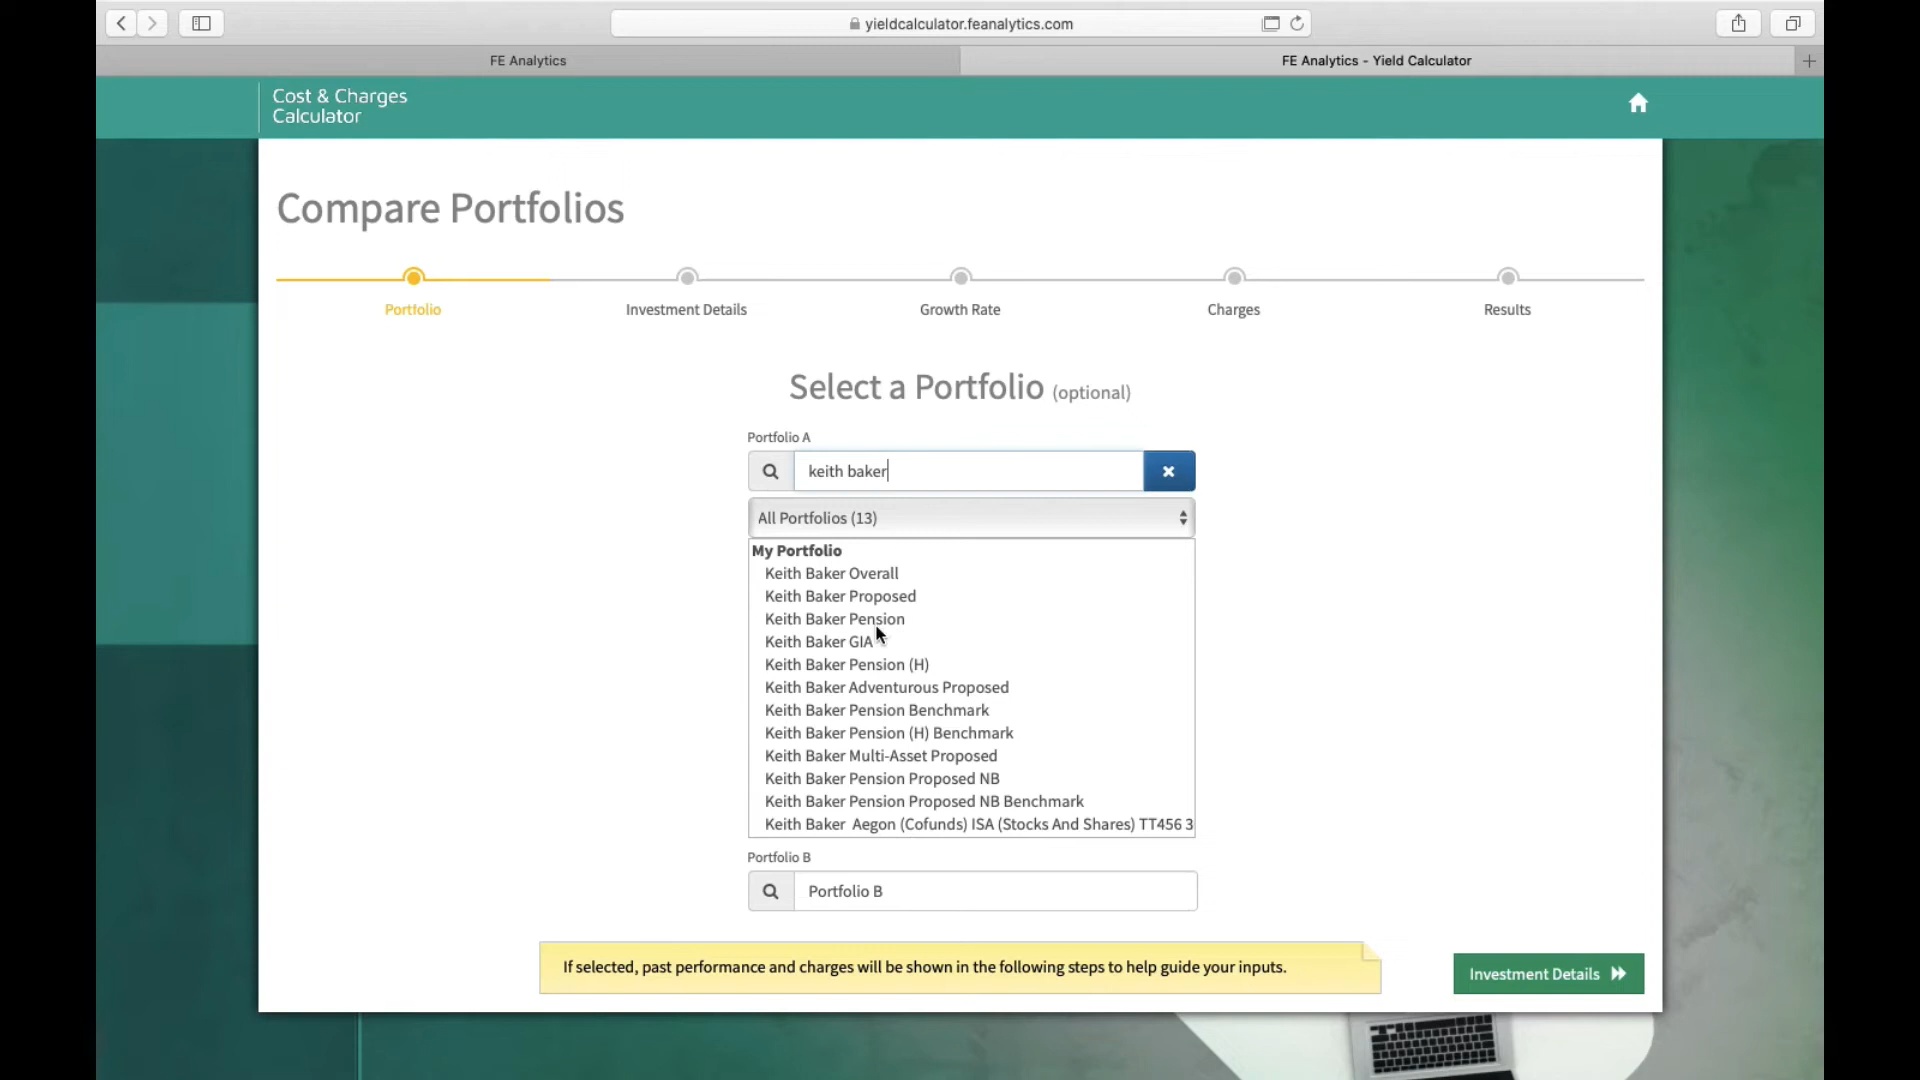 yieldcalculator.feanalytics.com
FE Analytics
FE Analytics - Yield Calculator
Cost & Charges
Calculator
Compare Portfolios
Portfolio
Investment Details
Growth Rate
Charges
Results
Select a Portfolio (optional)
Portfolio A
keith baker
All Portfolios (13)
My Portfolio
Keith Baker Overall
Keith Baker Proposed
Keith Baker Pension
Keith Baker GIA
Keith Baker Pension (H)
Keith Baker Adventurous Proposed
Keith Baker Pension Benchmark
Keith Baker Pension (H) Benchmark
Keith Baker Multi-Asset Proposed
Keith Baker Pension Proposed NB
Keith Baker Pension Proposed NB Benchmark
Keith Baker Aegon (Cofunds) ISA (Stocks And Shares) TT456 3
Portfolio B
Portfolio B
If selected, past performance and charges will be shown in the following steps to help guide your inputs.
Investment Details